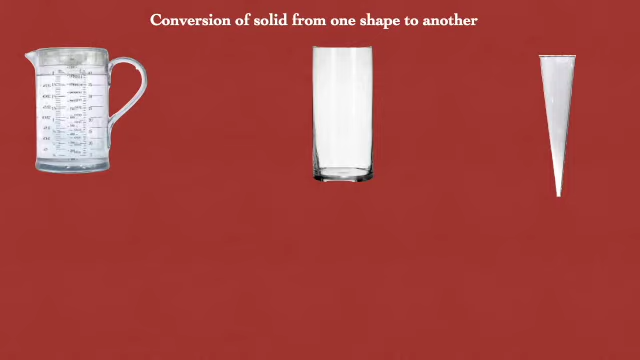 Conversion of solid from one shape to another